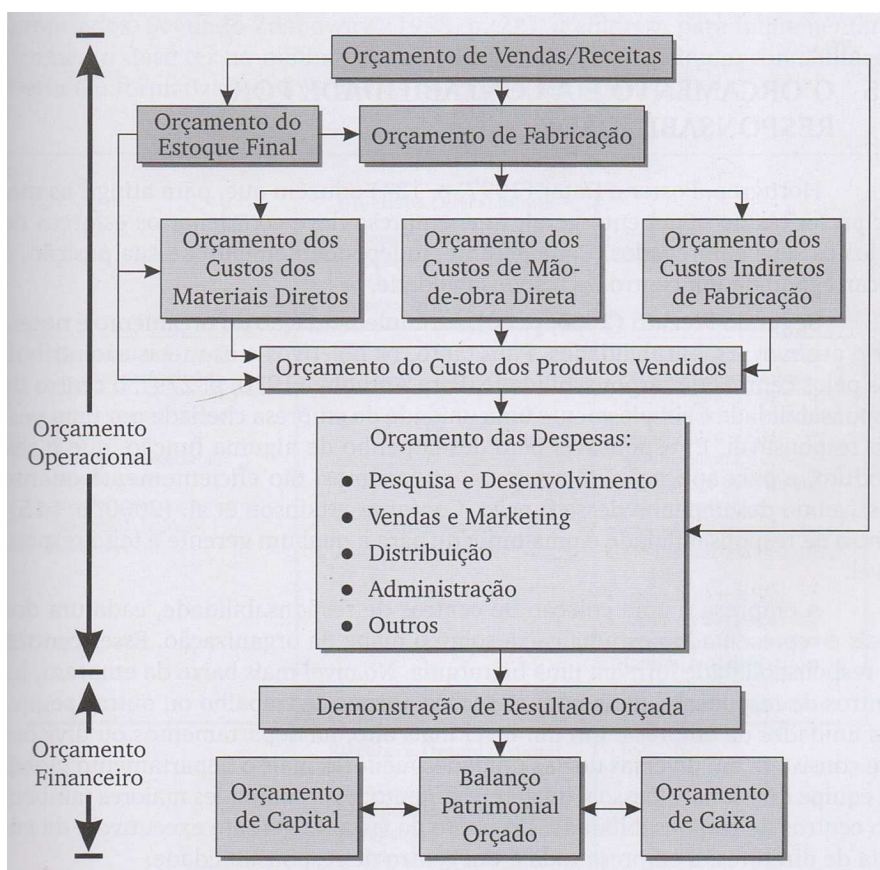 Orçamento de Vendas/Receitas
Orçamento do
Estoque Final
Orçamento de Fabricação
Orçamento dos
Custos dos
Materiais Diretos
Orçamento dos
Custos de Mão-
de-obra Direta
Orçamento dos
Custos Indiretos
de Fabricação
Orçamento do Custo dos Produtos Vendidos
Orçamento
Operacional
Orçamento das Despesas:
• Pesquisa e Desenvolvimento
• Vendas e Marketing
• Distribuição
• Administração
• Outros
Demonstração de Resultado Orçada
Orçamento
Financeiro
Orçamento
de Capital
Balanço
Patrimonial
Orçado
Orçamento
de Caixa